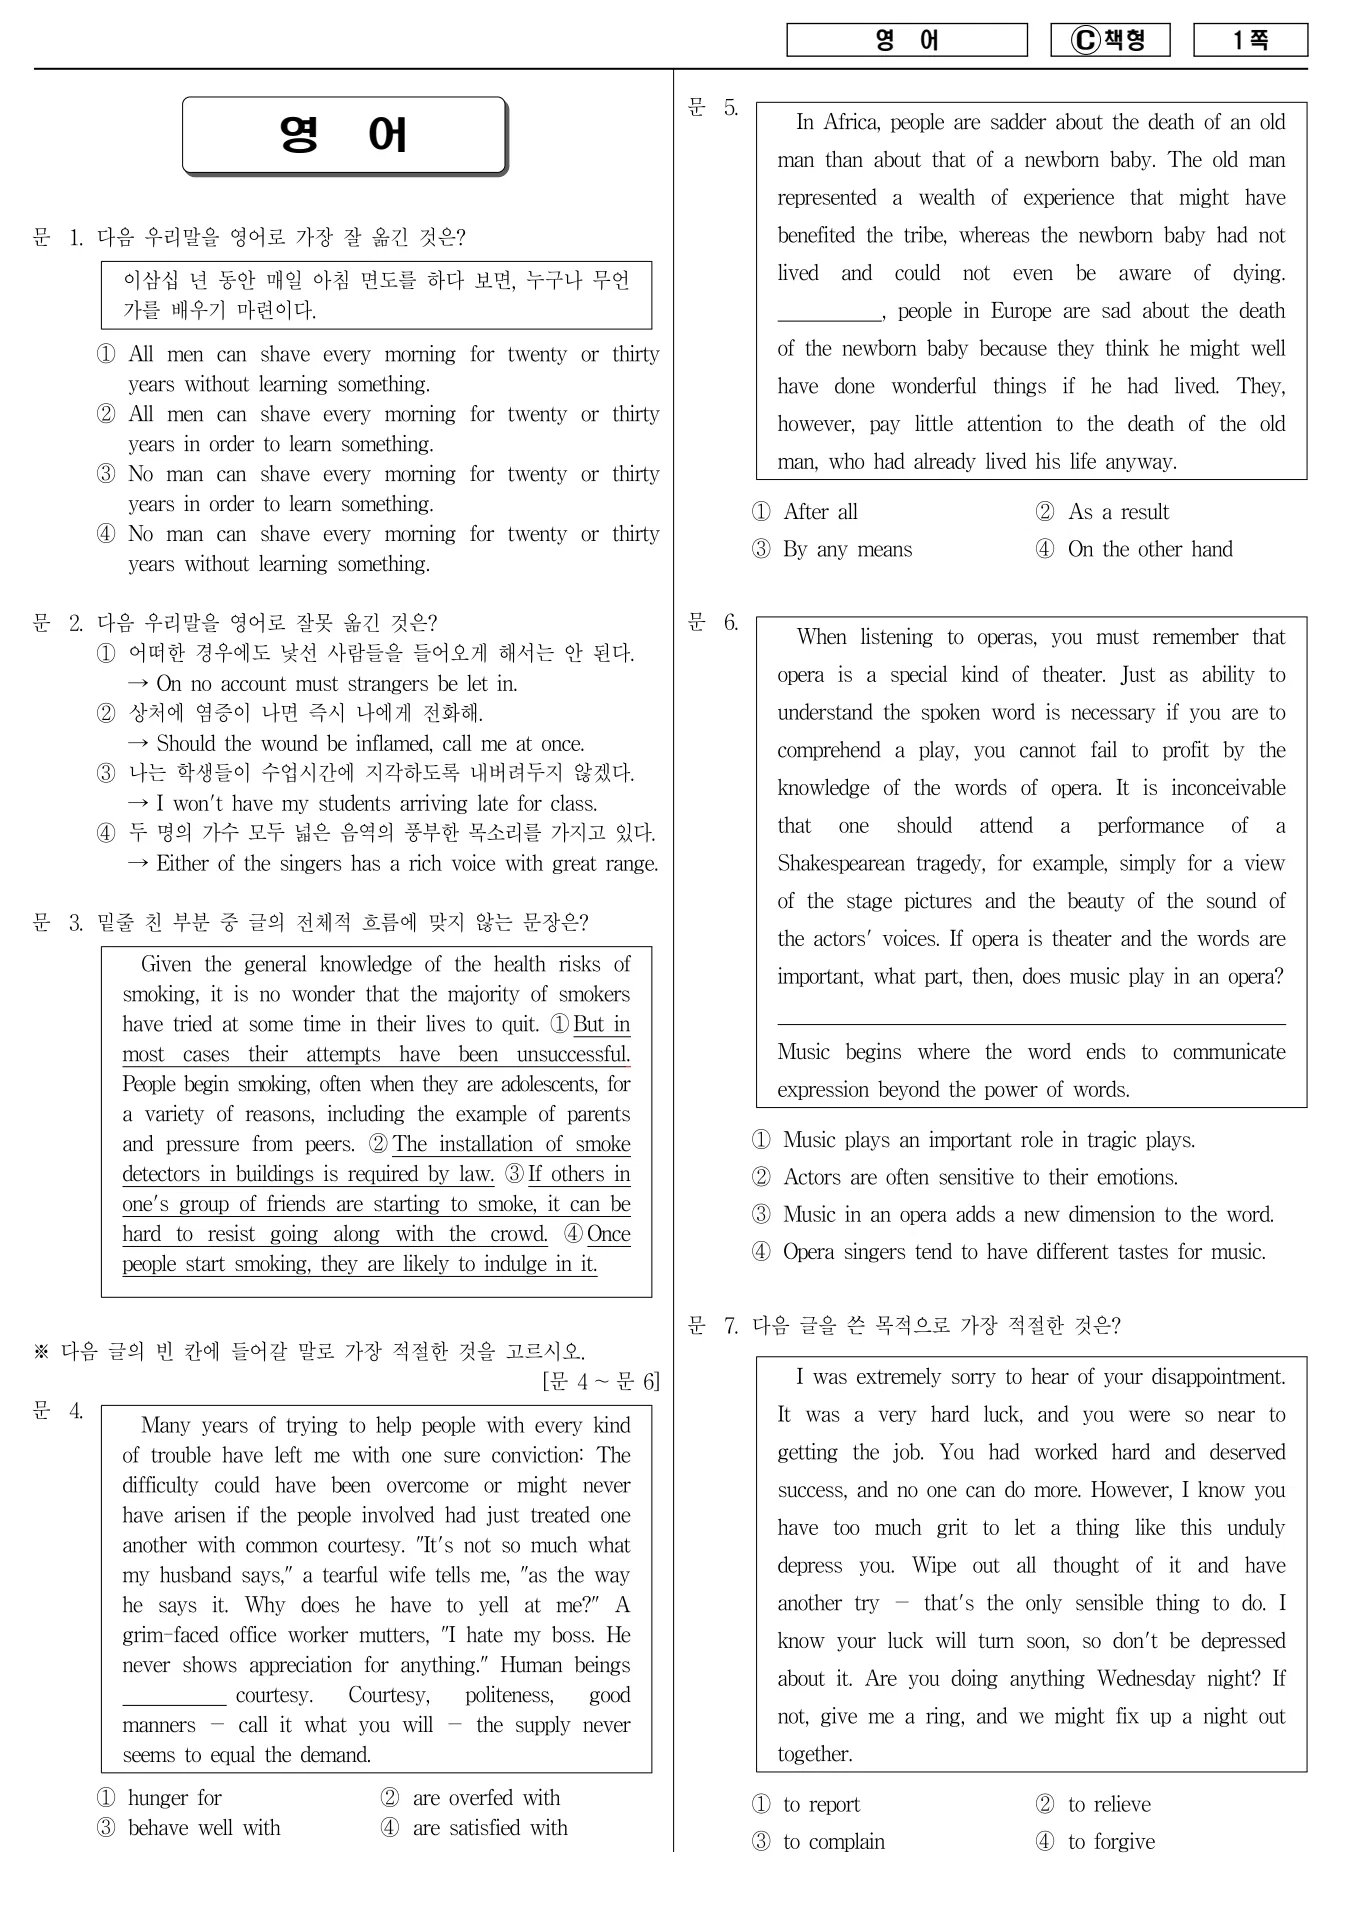 영 어
Ⓒ책형
1 쪽
영 어
문 1. 다음 우리말을 영어로 가장 잘 옮긴 것은?
이삼십 년 동안 매일 아침 면도를 하다 보면, 누구나 무언
가를 배우기 마련이다.
① All men can shave every morning for twenty or thirty
years without learning something.
② All men can shave every morning for twenty or thirty
years in order to learn something.
③ No man can shave every morning for twenty or thirty
years in order to learn something.
④ No man can shave every morning for twenty or thirty
years without learning something.
문 2. 다음 우리말을 영어로 잘못 옮긴 것은?
① 어떠한 경우에도 낯선 사람들을 들어오게 해서는 안 된다.
→ On no account must strangers be let in.
② 상처에 염증이 나면 즉시 나에게 전화해.
→ Should the wound be inflamed, call me at once.
③ 나는 학생들이 수업시간에 지각하도록 내버려두지 않겠다.
→ I won't have my students arriving late for class.
④ 두 명의 가수 모두 넓은 음역의 풍부한 목소리를 가지고 있다.
→ Either of the singers has a rich voice with great range.
문 3. 밑줄 친 부분 중 글의 전체적 흐름에 맞지 않는 문장은?
Given the general knowledge of the health risks of
smoking, it is no wonder that the majority of smokers
have tried at some time in their lives to quit. ①But in
most cases their attempts have been unsuccessful.
People begin smoking, often when they are adolescents, for
a variety of reasons, including the example of parents
and pressure from peers. ②The installation of smoke
detectors in buildings is required by law. ③If others in
one's group of friends are starting to smoke, it can be
hard to resist going along with the crowd. ④Once
people start smoking, they are likely to indulge in it.
※ 다음 글의 빈 칸에 들어갈 말로 가장 적절한 것을 고르시오.
[문 4 ~ 문 6]
문 4.
Many years of trying to help people with every kind
of trouble have left me with one sure conviction: The
difficulty could have been overcome or might never
have arisen if the people involved had just treated one
another with common courtesy. "It's not so much what
my husband says," a tearful wife tells me, "as the way
he says it. Why does he have to yell at me?" A
grim-faced office worker mutters, "I hate my boss. He
never shows appreciation for anything." Human beings
__________ courtesy. Courtesy, politeness, good
manners - call it what you will - the supply never
seems to equal the demand.
① hunger for ② are overfed with
③ behave well with ④ are satisfied with
문 5.
In Africa, people are sadder about the death of an old
man than about that of a newborn baby. The old man
represented a wealth of experience that might have
benefited the tribe, whereas the newborn baby had not
lived and could not even be aware of dying.
__________, people in Europe are sad about the death
of the newborn baby because they think he might well
have done wonderful things if he had lived. They,
however, pay little attention to the death of the old
man, who had already lived his life anyway.
① After all ② As a result
③ By any means ④ On the other hand
문 6.
When listening to operas, you must remember that
opera is a special kind of theater. Just as ability to
understand the spoken word is necessary if you are to
comprehend a play, you cannot fail to profit by the
knowledge of the words of opera. It is inconceivable
that one should attend a performance of a
Shakespearean tragedy, for example, simply for a view
of the stage pictures and the beauty of the sound of
the actors' voices. If opera is theater and the words are
important, what part, then, does music play in an opera?
__________
Music begins where the word ends to communicate
expression beyond the power of words.
① Music plays an important role in tragic plays.
② Actors are often sensitive to their emotions.
③ Music in an opera adds a new dimension to the word.
④ Opera singers tend to have different tastes for music.
문 7. 다음 글을 쓴 목적으로 가장 적절한 것은?
I was extremely sorry to hear of your disappointment.
It was a very hard luck, and you were so near to
getting the job. You had worked hard and deserved
success, and no one can do more. However, I know you
have too much grit to let a thing like this unduly
depress you. Wipe out all thought of it and have
another try - that's the only sensible thing to do. I
know your luck will turn soon, so don't be depressed
about it. Are you doing anything Wednesday night? If
not, give me a ring, and we might fix up a night out
together.
① to report ② to relieve
③ to complain ④ to forgive